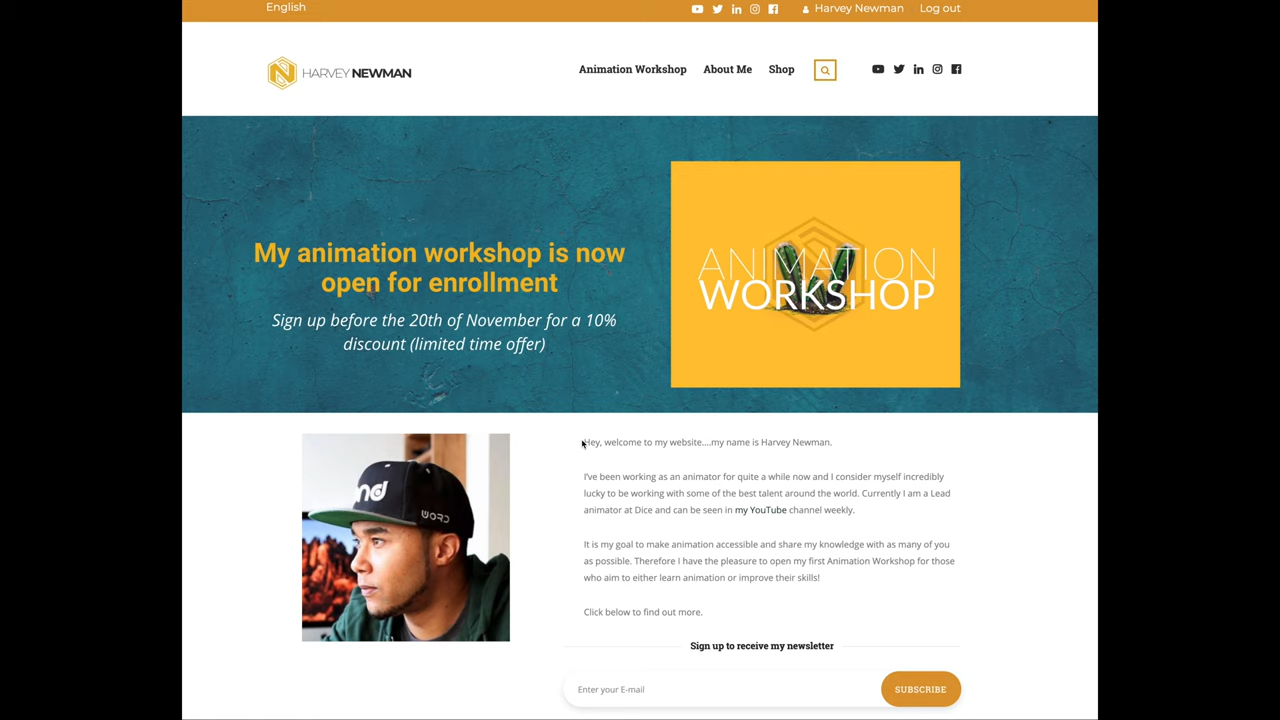 English
Harvey Newman
Log out
HARVEY NEWMAN
Animation Workshop
About Me
Shop
My animation workshop is now
open for enrollment
Sign up before the 20th of November for a 10%
discount (limited time offer)
ANIMATION
WORKSHOP
WORD
Hey, welcome to my website....my name is Harvey Newman.
I've been working as an animator for quite a while now and I consider myself incredibly
lucky to be working with some of the best talent around the world. Currently I am a Lead
animator at Dice and can be seen in my YouTube channel weekly.
It is my goal to make animation accessible and share my knowledge with as many of you
as possible. Therefore I have the pleasure to open my first Animation Workshop for those
who aim to either learn animation or improve their skills!
Click below to find out more.
Sign up to receive my newsletter
Enter your E-mail
SUBSCRIBE